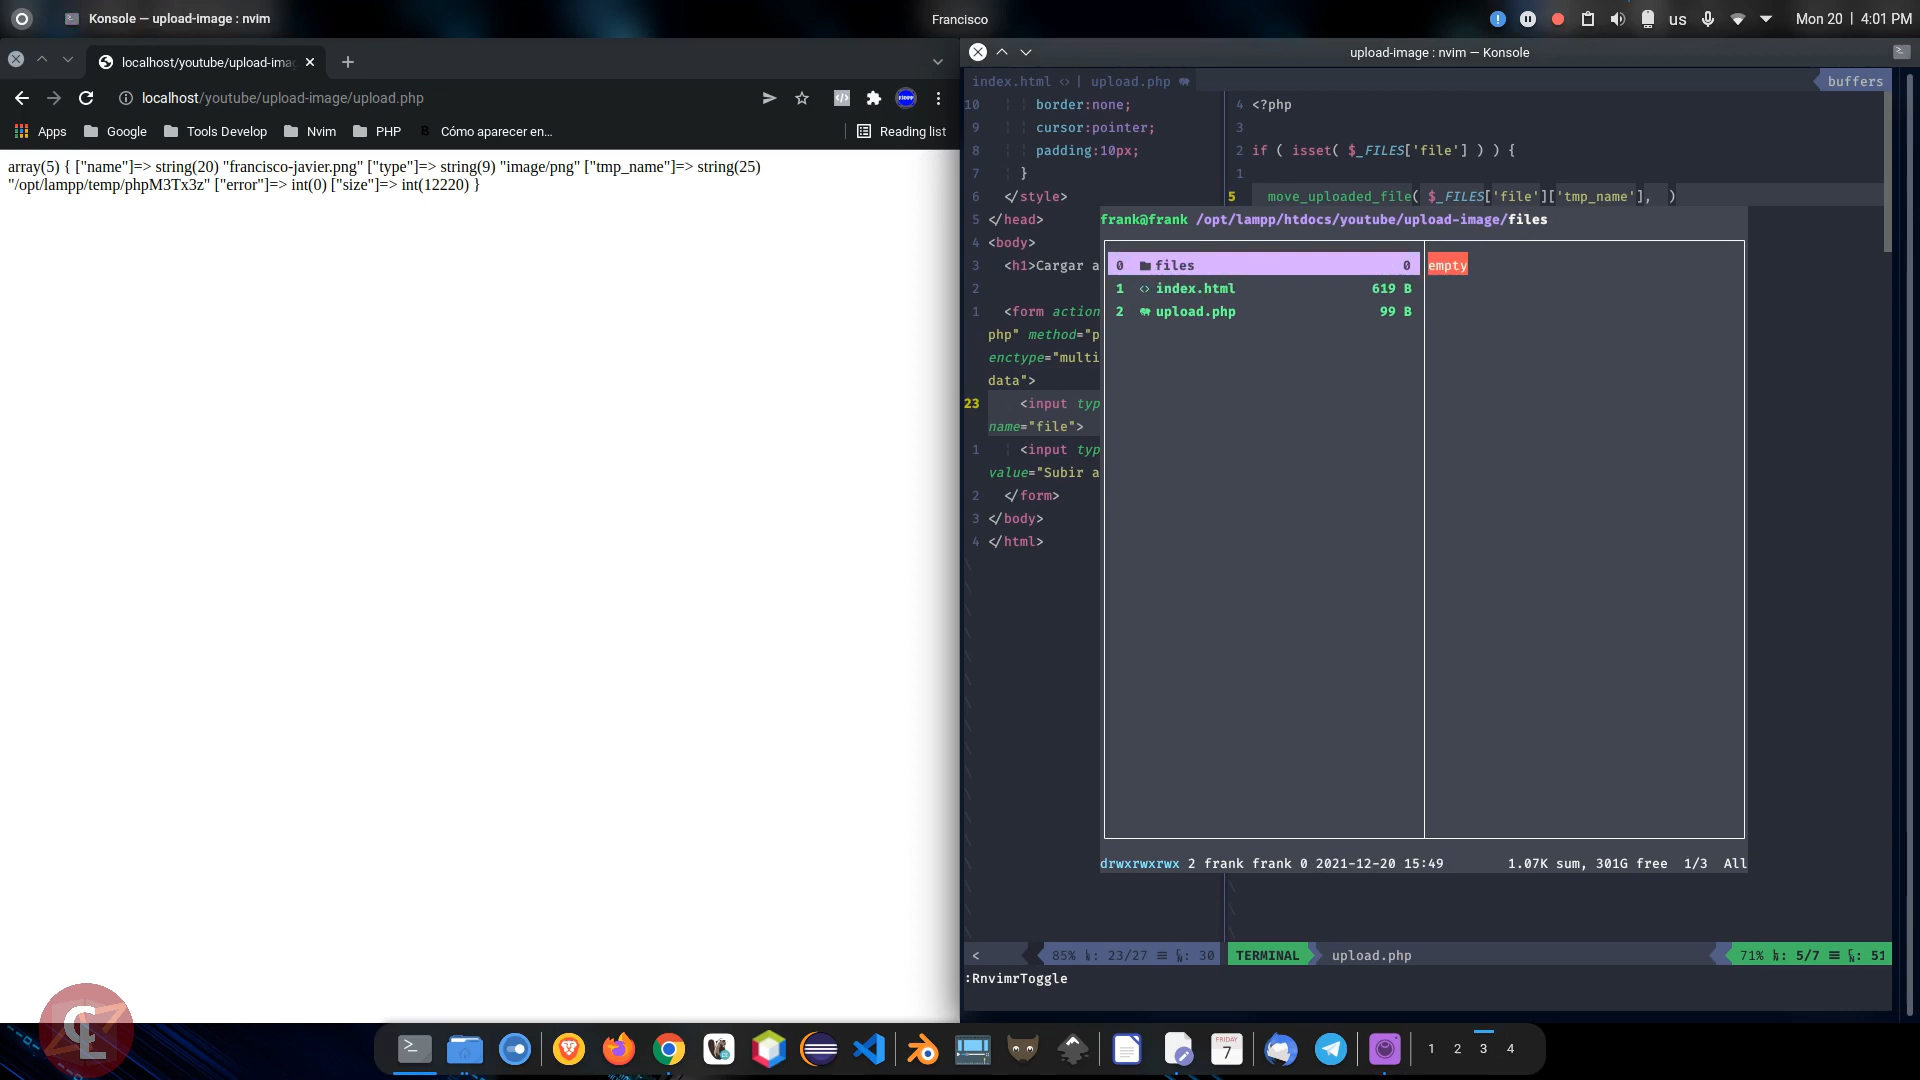 Konsole — upload-image : nvim
Francisco
us
Mon 20 | 4:01 PM
localhost/youtube/upload-imag
upload-image : nvim — Konsole
localhost/youtube/upload-image/upload.php
Apps
Google
Tools Develop
Nvim
PHP
Cómo aparecer en...
Reading list
array(5) { ["name"]=> string(20) "francisco-javier.png" ["type"]=> string(9) "image/png" ["tmp_name"]=> string(25)
"/opt/lampp/temp/phpM3Tx3z" ["error"]=> int(0) ["size"]=> int(12220) }
index.html <> | upload.php
buffers
10 border:none;
9 cursor:pointer;
8 padding:10px;
7 }
6 </style>
5 </head>
4 <body>
3 <h1>Cargar a
2
1 <form action
php" method="p
enctype="multi
data">
23 <input typ
name="file">
1 <input typ
value="Subir a
2 </form>
3 </body>
4 </html>
4 <?php
3
2 if ( isset( $_FILES['file'] ) ) {
1
5 move_uploaded_file( $_FILES['file']['tmp_name'], )
frank@frank /opt/lampp/htdocs/youtube/upload-image/files
0 files 0
1 <> index.html 619 B
2 upload.php 99 B
empty
drwxrwxrwx 2 frank frank 0 2021-12-20 15:49 1.07K sum, 301G free 1/3 All
< 85% : 23/27 ≡ : 30
TERMINAL upload.php 71% : 5/7 ≡ : 51
:RnvimrToggle
CL
FRIDAY
7
1 2 3 4